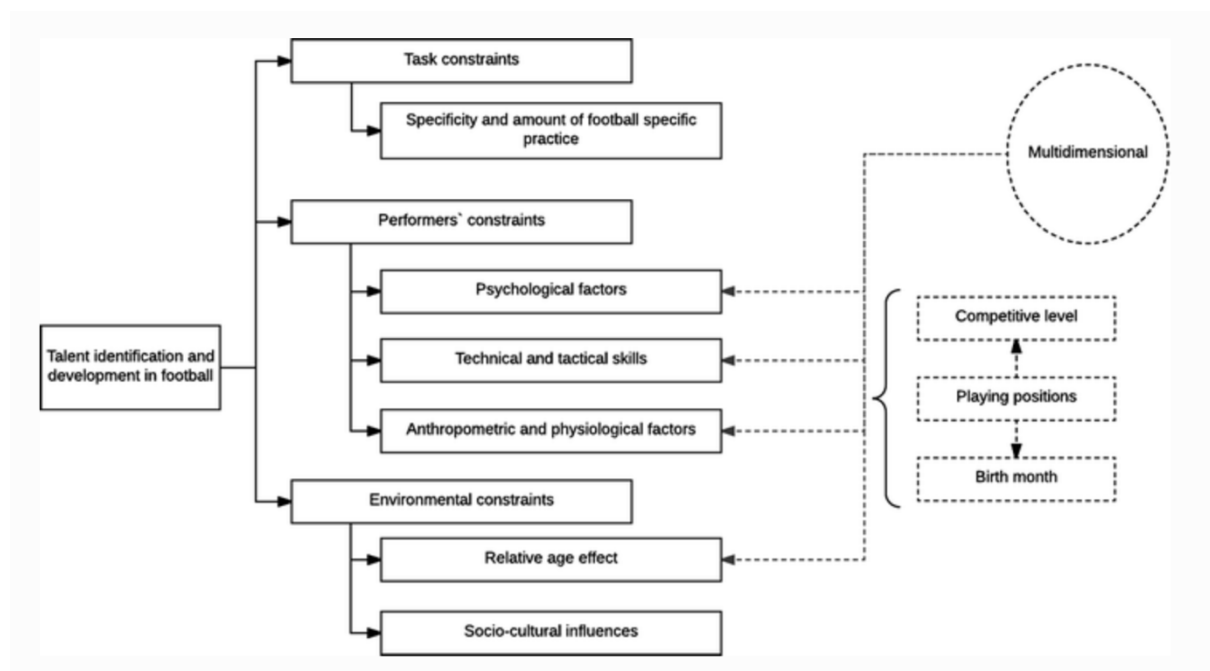 Task constraints
Specificity and amount of football specific
practice
Multidimensional
Performers` constraints
Psychological factors
Competitive level
Talent identification and
development in football
Technical and tactical skills
Playing positions
Anthropometric and physiological factors
Birth month
Environmental constraints
Relative age effect
Socio-cultural influences